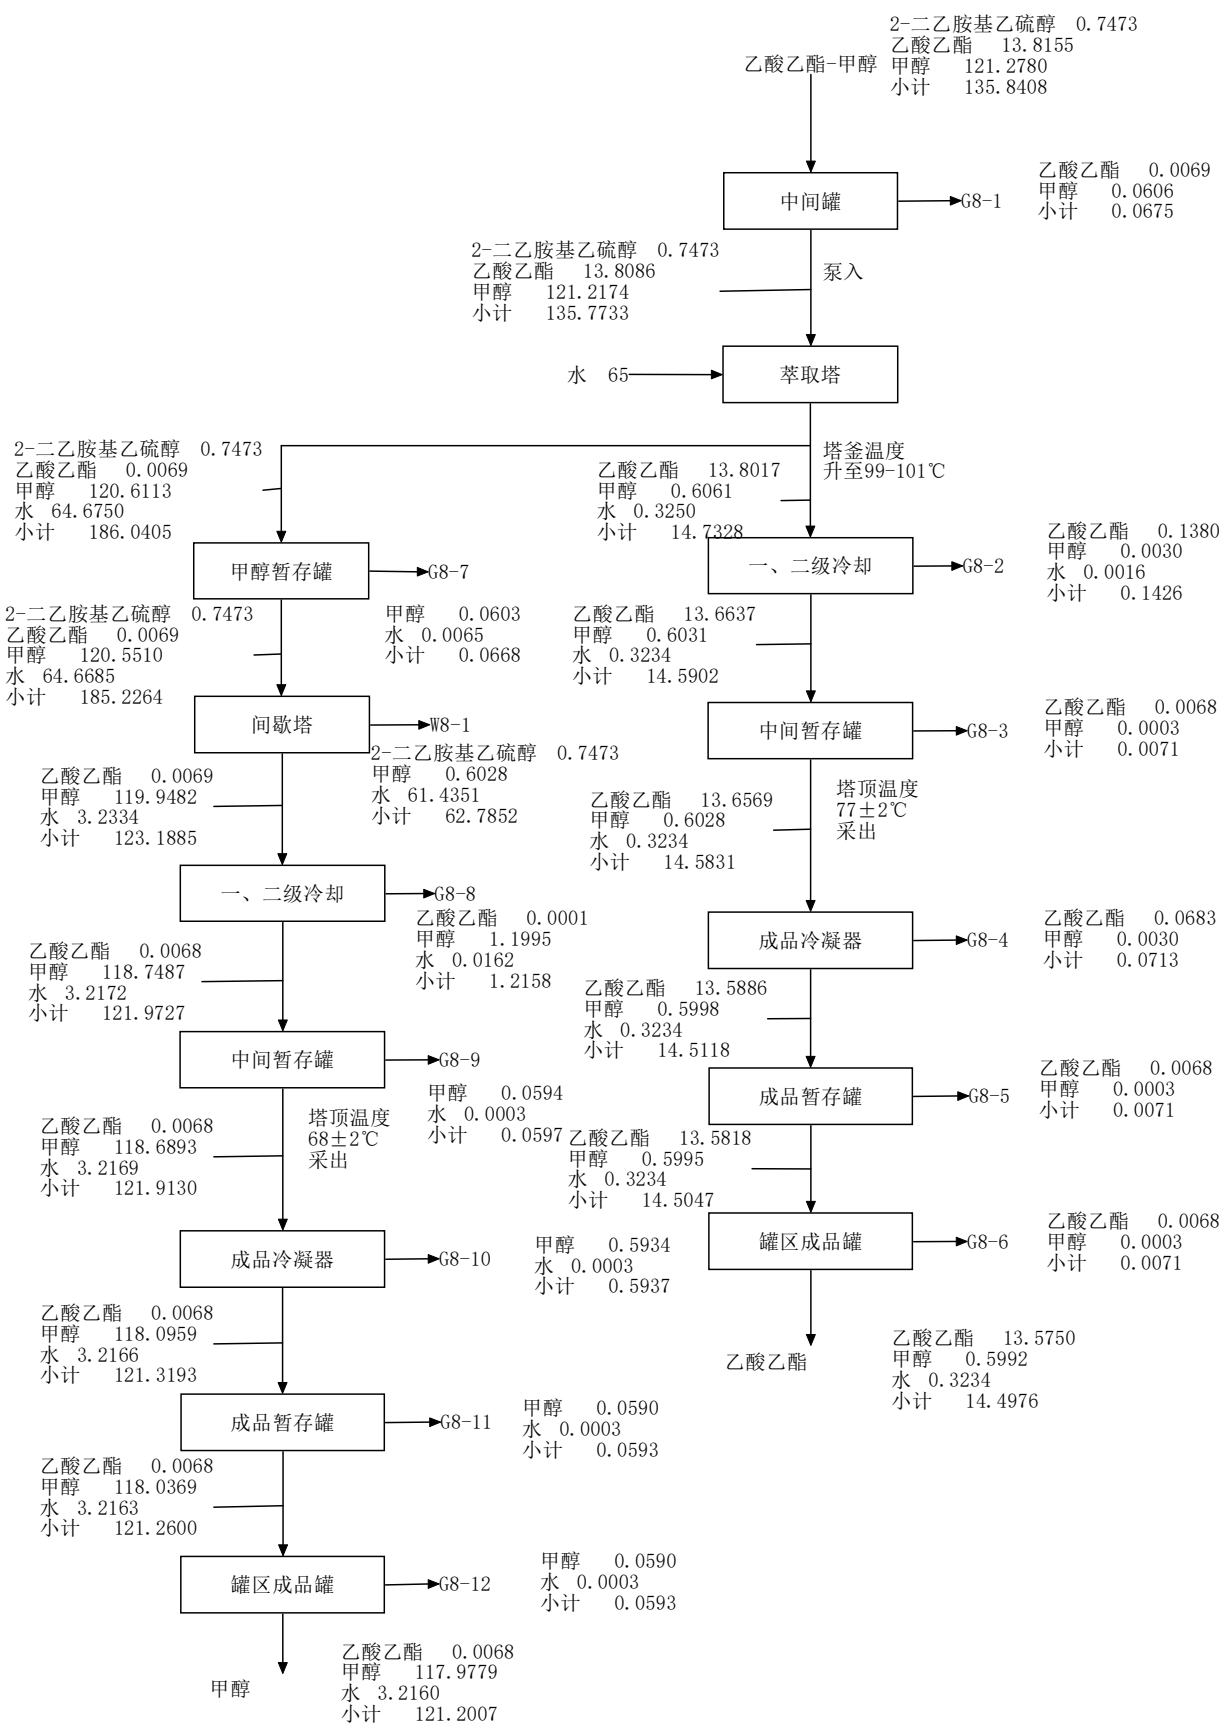 2-二乙胺基乙硫醇 0.7473
乙酸乙酯 13.8155
乙酸乙酯-甲醇
甲醇 121.2780
小计 135.8408
中间罐
G8-1
乙酸乙酯 0.0069
甲醇 0.0606
小计 0.0675
2-二乙胺基乙硫醇 0.7473
乙酸乙酯 13.8086
甲醇 121.2174
小计 135.7733
泵入
水 65
萃取塔
塔釜温度
升至99-101℃
2-二乙胺基乙硫醇 0.7473
乙酸乙酯 0.0069
甲醇 120.6113
水 64.6750
小计 186.0405
乙酸乙酯 13.8017
甲醇 0.6061
水 0.3250
小计 14.7328
甲醇暂存罐
G8-7
一、二级冷却
G8-2
乙酸乙酯 0.1380
甲醇 0.0030
水 0.0016
小计 0.1426
2-二乙胺基乙硫醇 0.7473
乙酸乙酯 0.0069
甲醇 120.5510
水 64.6685
小计 185.2264
甲醇 0.0603
水 0.0065
小计 0.0668
乙酸乙酯 13.6637
甲醇 0.6031
水 0.3234
小计 14.5902
间歇塔
W8-1
2-二乙胺基乙硫醇 0.7473
甲醇 0.6028
水 61.4351
小计 62.7852
中间暂存罐
G8-3
乙酸乙酯 0.0068
甲醇 0.0003
小计 0.0071
乙酸乙酯 0.0069
甲醇 119.9482
水 3.2334
小计 123.1885
乙酸乙酯 13.6569
甲醇 0.6028
水 0.3234
小计 14.5831
塔顶温度
77±2℃
采出
一、二级冷却
G8-8
乙酸乙酯 0.0001
甲醇 1.1995
水 0.0162
小计 1.2158
成品冷凝器
G8-4
乙酸乙酯 0.0683
甲醇 0.0030
小计 0.0713
乙酸乙酯 0.0068
甲醇 118.7487
水 3.2172
小计 121.9727
乙酸乙酯 13.5886
甲醇 0.5998
水 0.3234
小计 14.5118
中间暂存罐
G8-9
甲醇 0.0594
水 0.0003
小计 0.0597
成品暂存罐
G8-5
乙酸乙酯 0.0068
甲醇 0.0003
小计 0.0071
乙酸乙酯 0.0068
甲醇 118.6893
水 3.2169
小计 121.9130
塔顶温度
68±2℃
采出
乙酸乙酯 13.5818
甲醇 0.5995
水 0.3234
小计 14.5047
成品冷凝器
G8-10
甲醇 0.5934
水 0.0003
小计 0.5937
罐区成品罐
G8-6
乙酸乙酯 0.0068
甲醇 0.0003
小计 0.0071
乙酸乙酯 0.0068
甲醇 118.0959
水 3.2166
小计 121.3193
乙酸乙酯
乙酸乙酯 13.5750
甲醇 0.5992
水 0.3234
小计 14.4976
成品暂存罐
G8-11
甲醇 0.0590
水 0.0003
小计 0.0593
乙酸乙酯 0.0068
甲醇 118.0369
水 3.2163
小计 121.2600
罐区成品罐
G8-12
甲醇 0.0590
水 0.0003
小计 0.0593
甲醇
乙酸乙酯 0.0068
甲醇 117.9779
水 3.2160
小计 121.2007